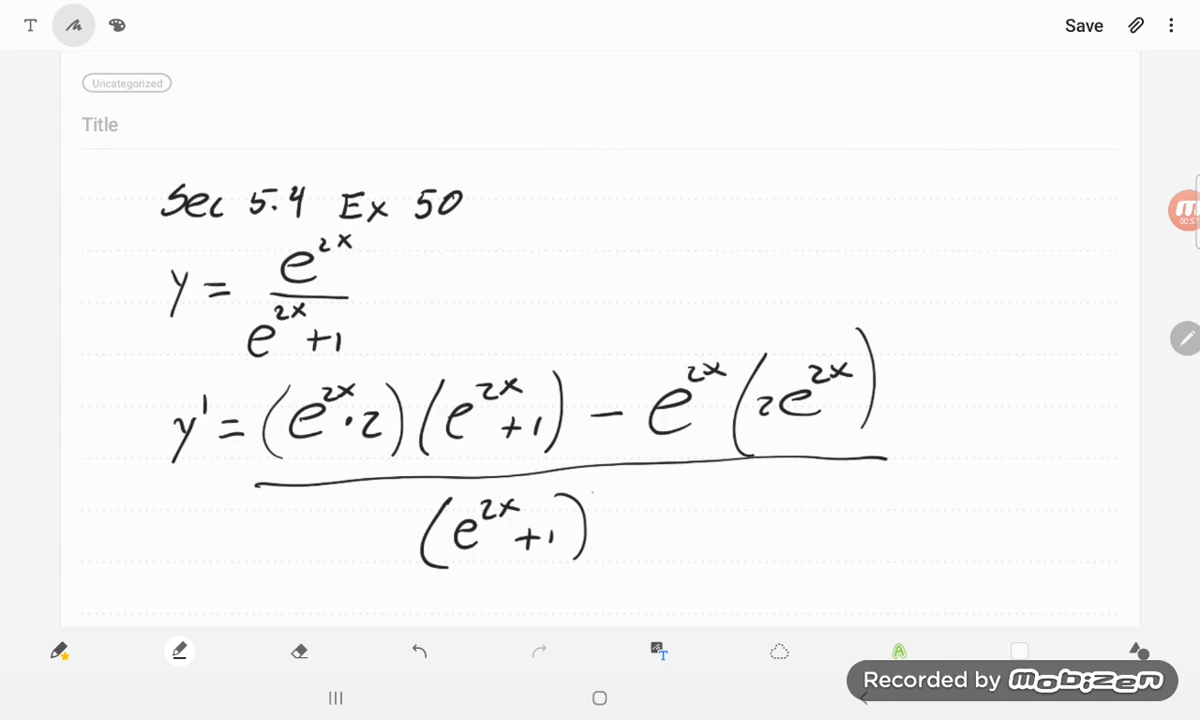 T
Save
Uncategorized
Title
Sec 5.4 Ex 50
y = e^{2x} / (e^{2x} + 1)
y' = ((e^{2x} · 2)(e^{2x} + 1) - e^{2x}(2e^{2x})) / (e^{2x} + 1)
Recorded by mobizen